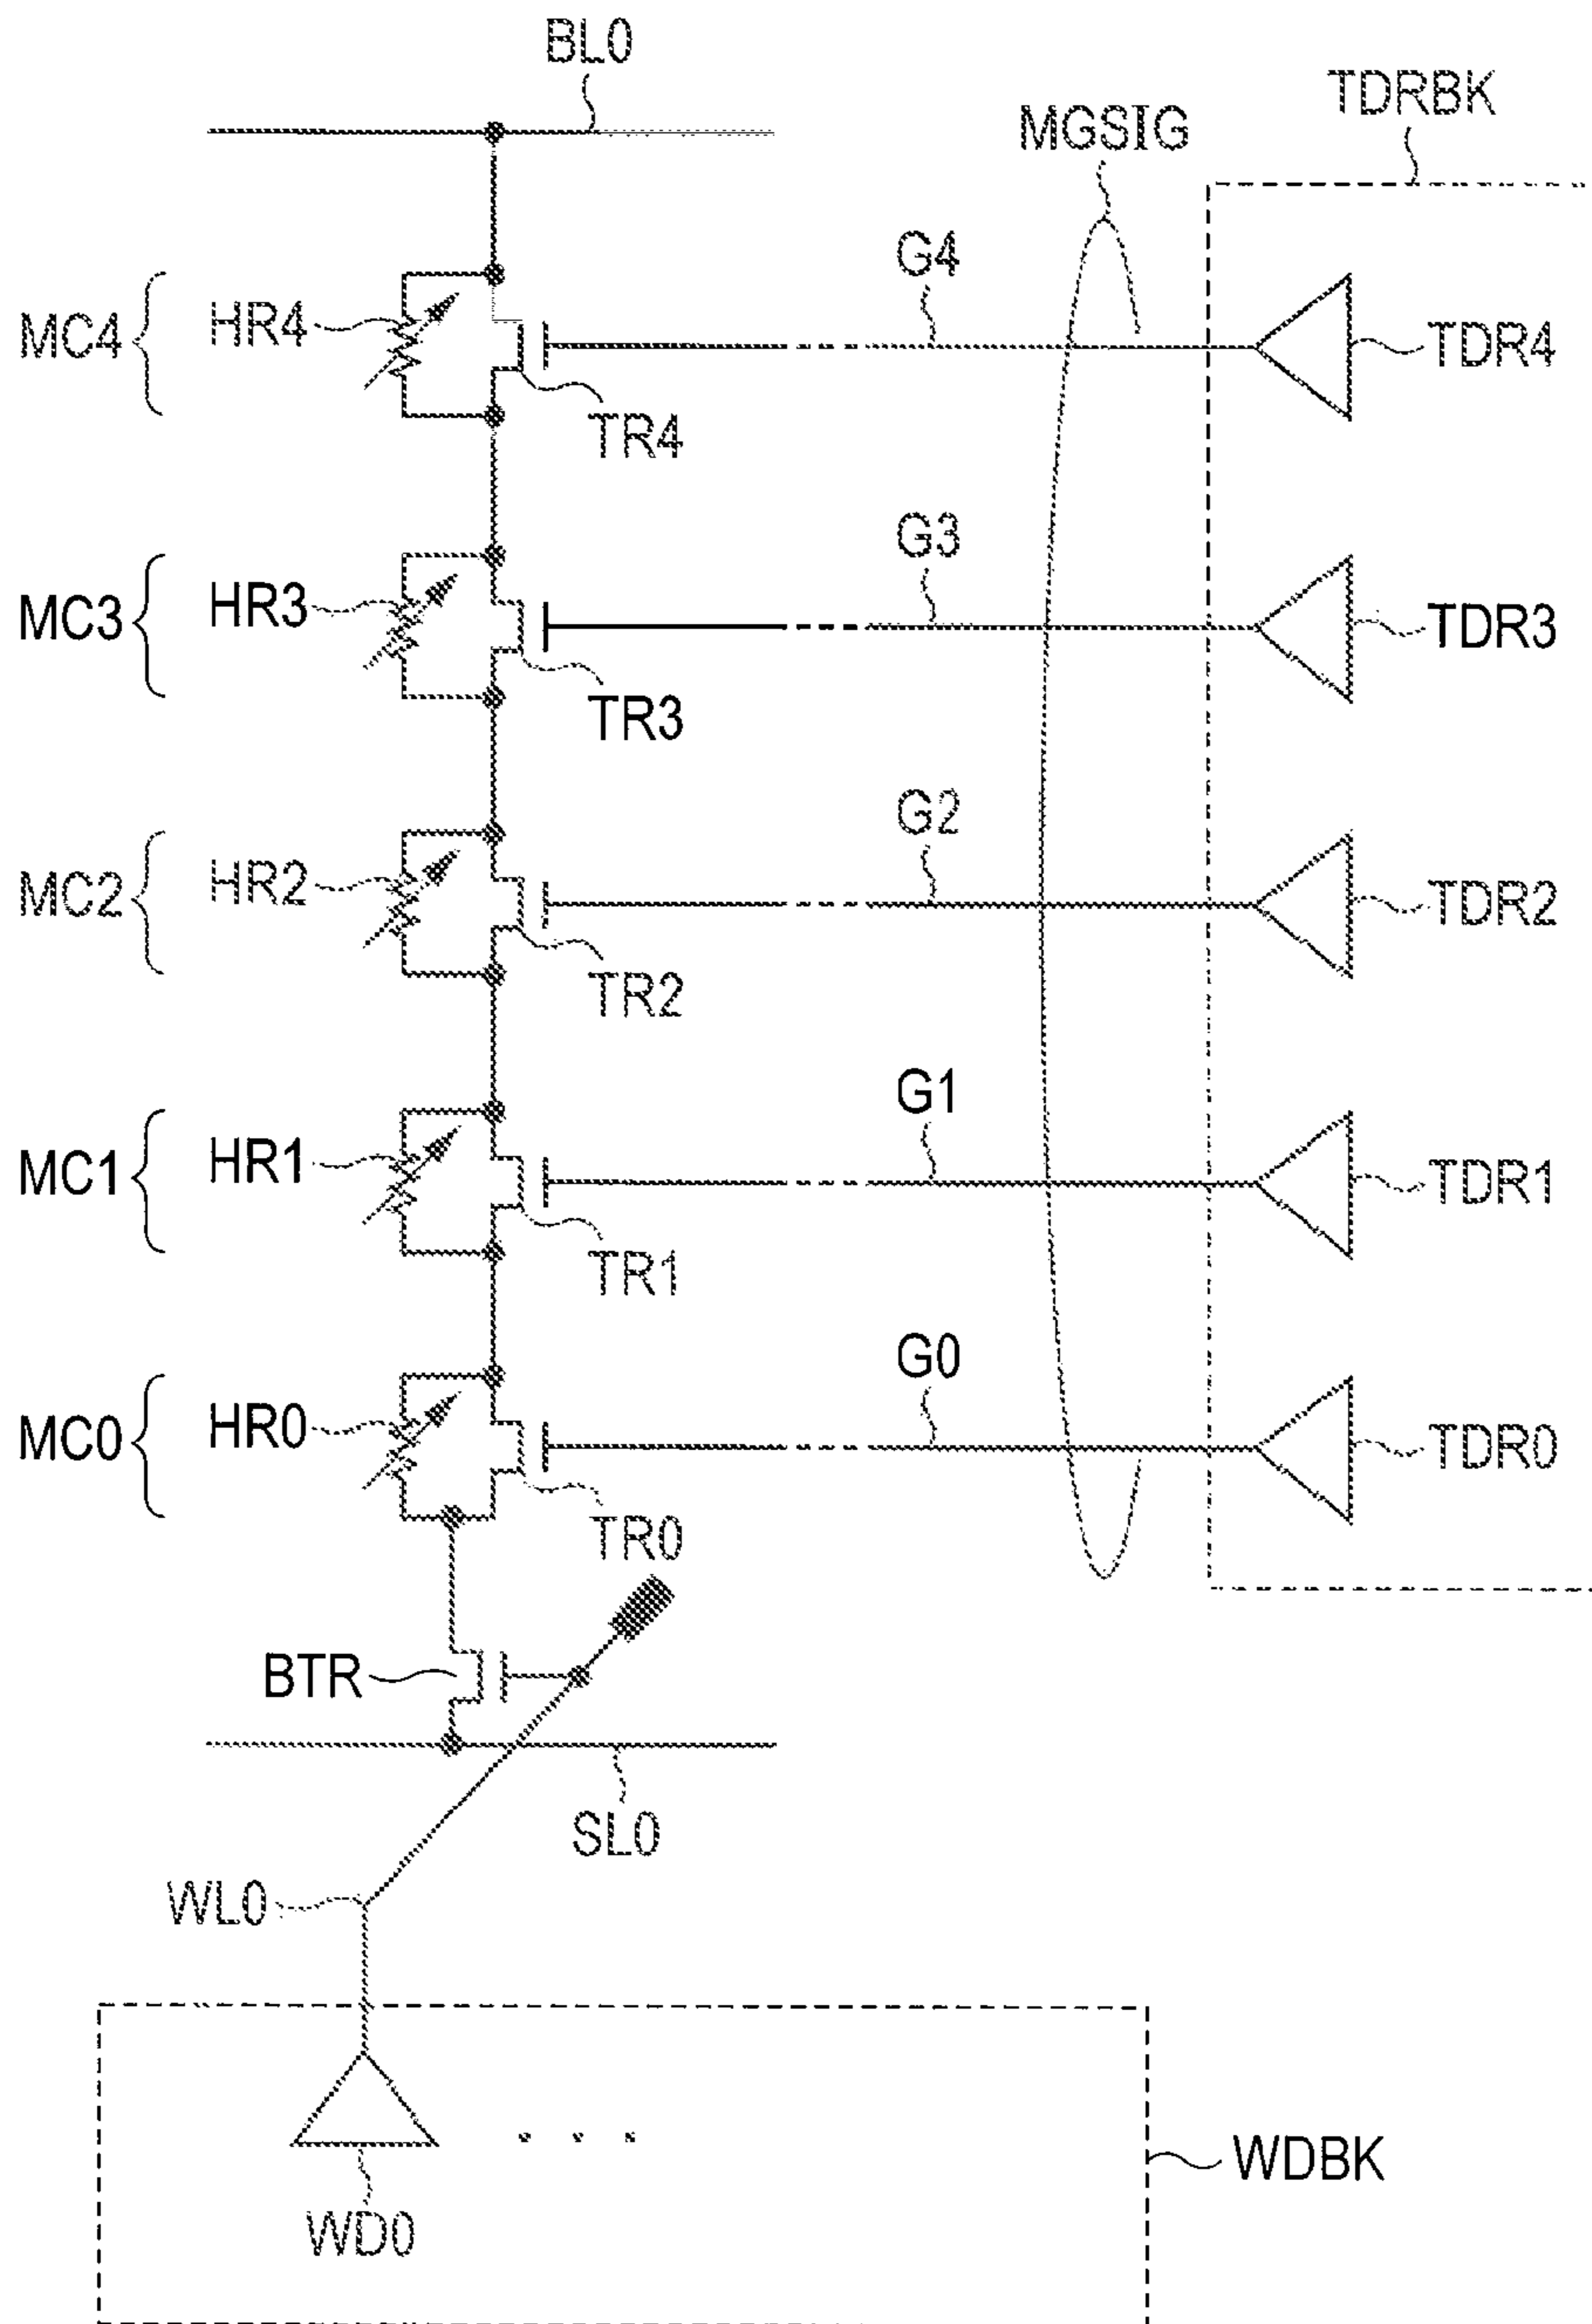 BL0
TDRBK
MGSIG
G4
MC4
HR4
TDR4
TR4
G3
MC3
HR3
TDR3
TR3
G2
MC2
HR2
TDR2
TR2
G1
MC1
HR1
TDR1
TR1
G0
MC0
HR0
TDR0
TR0
BTR
SL0
WL0
WDBK
WD0